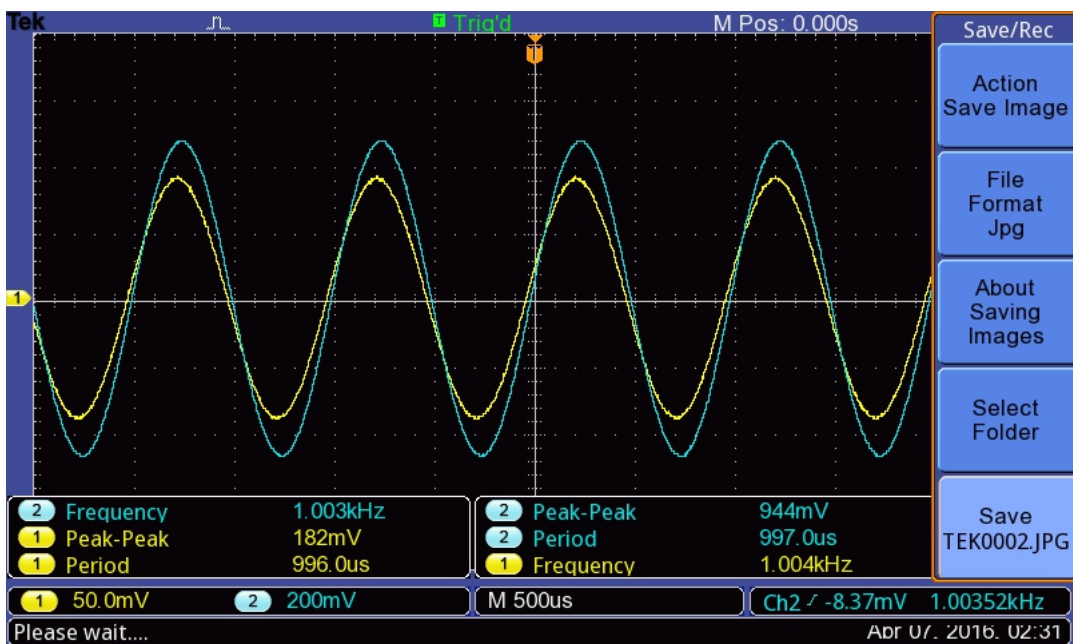 Tek
Trig'd
M Pos: 0.000s
Save/Rec
Action
Save Image
File
Format
Jpg
About
Saving
Images
Select
Folder
Save
TEK0002.JPG
1
2 Frequency 1.003kHz
1 Peak-Peak 182mV
1 Period 996.0us
2 Peak-Peak 944mV
2 Period 997.0us
1 Frequency 1.004kHz
1 50.0mV 2 200mV M 500us Ch2 -8.37mV 1.00352kHz
Please wait.... Apr 07, 2016, 02:31